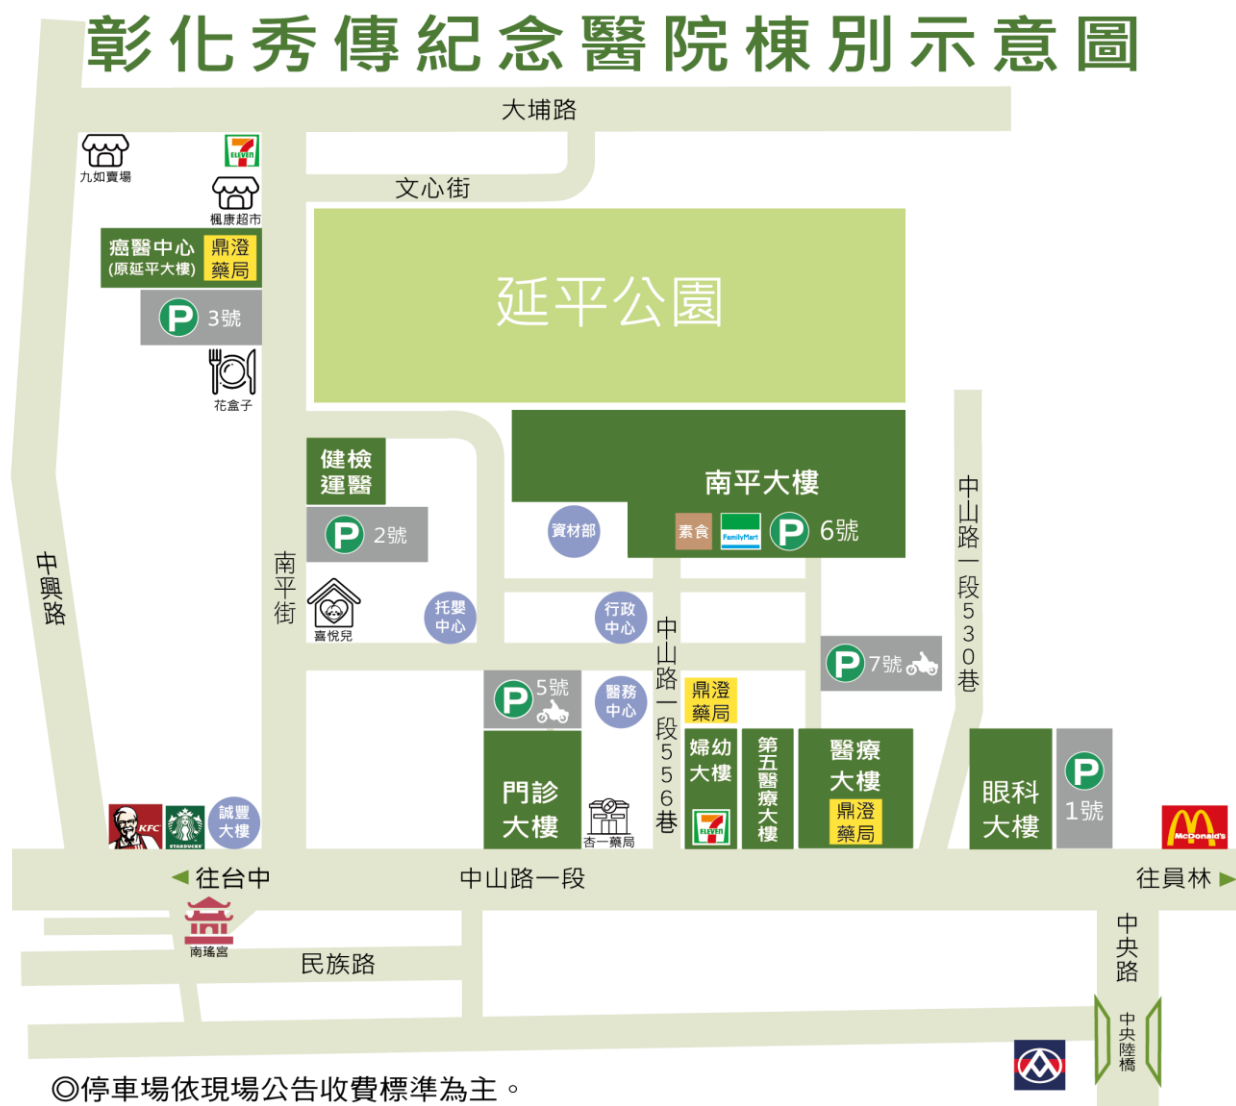 彰化秀傳紀念醫院棟別示意圖
大埔路
九如賣場
7
ELEVEN
楓康超市
文心街
癌醫中心
(原延平大樓)
鼎澄
藥局
P 3號
花盒子
延平公園
健檢
運醫
P 2號
喜悅兒
南平街
中興路
南平大樓
素食
FamilyMart
P 6號
資材部
托嬰
中心
行政
中心
醫務
中心
中山路一段556巷
中山路一段530巷
P 7號
P 5號
鼎澄
藥局
門診
大樓
杏一藥局
婦幼
大樓
7
ELEVEN
第五醫療大樓
醫療
大樓
鼎澄
藥局
眼科
大樓
P
1號
McDonald's
KFC
STARBUCKS
誠豐
大樓
往台中
中山路一段
往員林
南瑤宮
民族路
中央路
中央陸橋
◎停車場依現場公告收費標準為主。